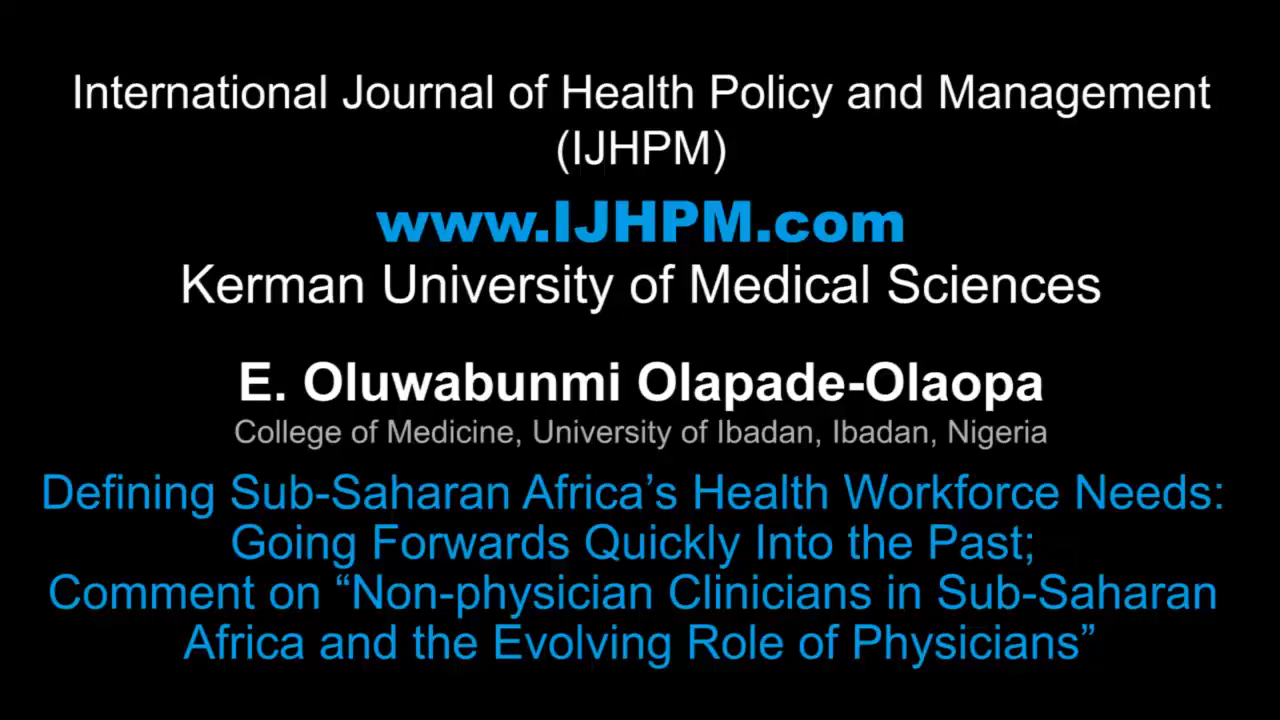 International Journal of Health Policy and Management
(IJHPM)
www.IJHPM.com
Kerman University of Medical Sciences
E. Oluwabunmi Olapade-Olaopa
College of Medicine, University of Ibadan, Ibadan, Nigeria
Defining Sub-Saharan Africa’s Health Workforce Needs:
Going Forwards Quickly Into the Past;
Comment on “Non-physician Clinicians in Sub-Saharan
Africa and the Evolving Role of Physicians”